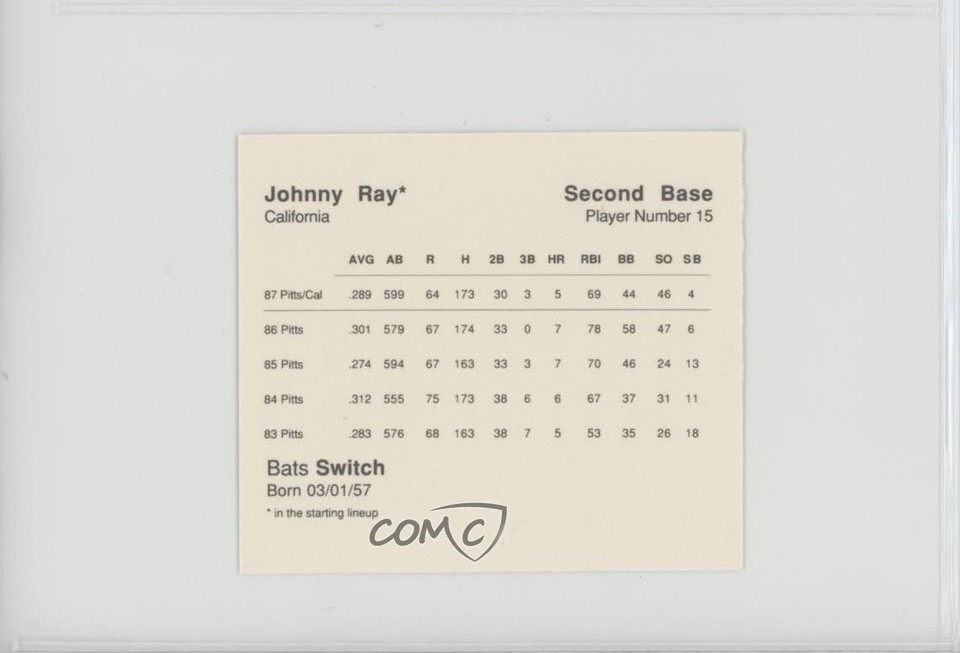 Johnny Ray* Second Base
California Player Number 15
AVG AB R H 2B 3B HR RBI BB SO SB
87 Pitts/Cal .289 599 64 173 30 3 5 69 44 46 4
86 Pitts .301 579 67 174 33 0 7 78 58 47 6
85 Pitts .274 594 67 163 33 3 7 70 46 24 13
84 Pitts .312 555 75 173 38 6 6 67 37 31 11
83 Pitts .283 576 68 163 38 7 5 53 35 26 18
Bats Switch
Born 03/01/57
* in the starting lineup
COMC